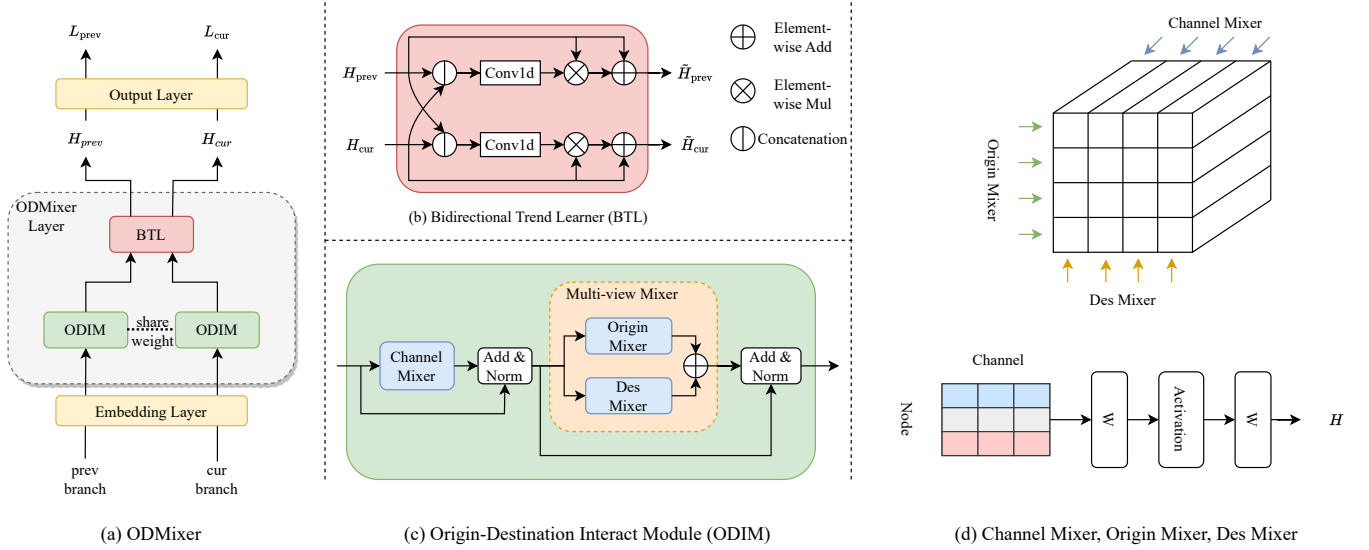 L_prev
L_cur
Output Layer
H_prev
H_cur
ODMixer
Layer
BTL
ODIM
share
weight
ODIM
Embedding Layer
prev
branch
cur
branch
(a) ODMixer
H_prev
Conv1d
H̃_prev
H_cur
Conv1d
H̃_cur
Element-
wise Add
Element-
wise Mul
Concatenation
(b) Bidirectional Trend Learner (BTL)
Multi-view Mixer
Channel
Mixer
Add &
Norm
Origin
Mixer
Des
Mixer
Add &
Norm
(c) Origin-Destination Interact Module (ODIM)
Channel Mixer
Origin Mixer
Des Mixer
Channel
Node
W
Activation
W
H
(d) Channel Mixer, Origin Mixer, Des Mixer